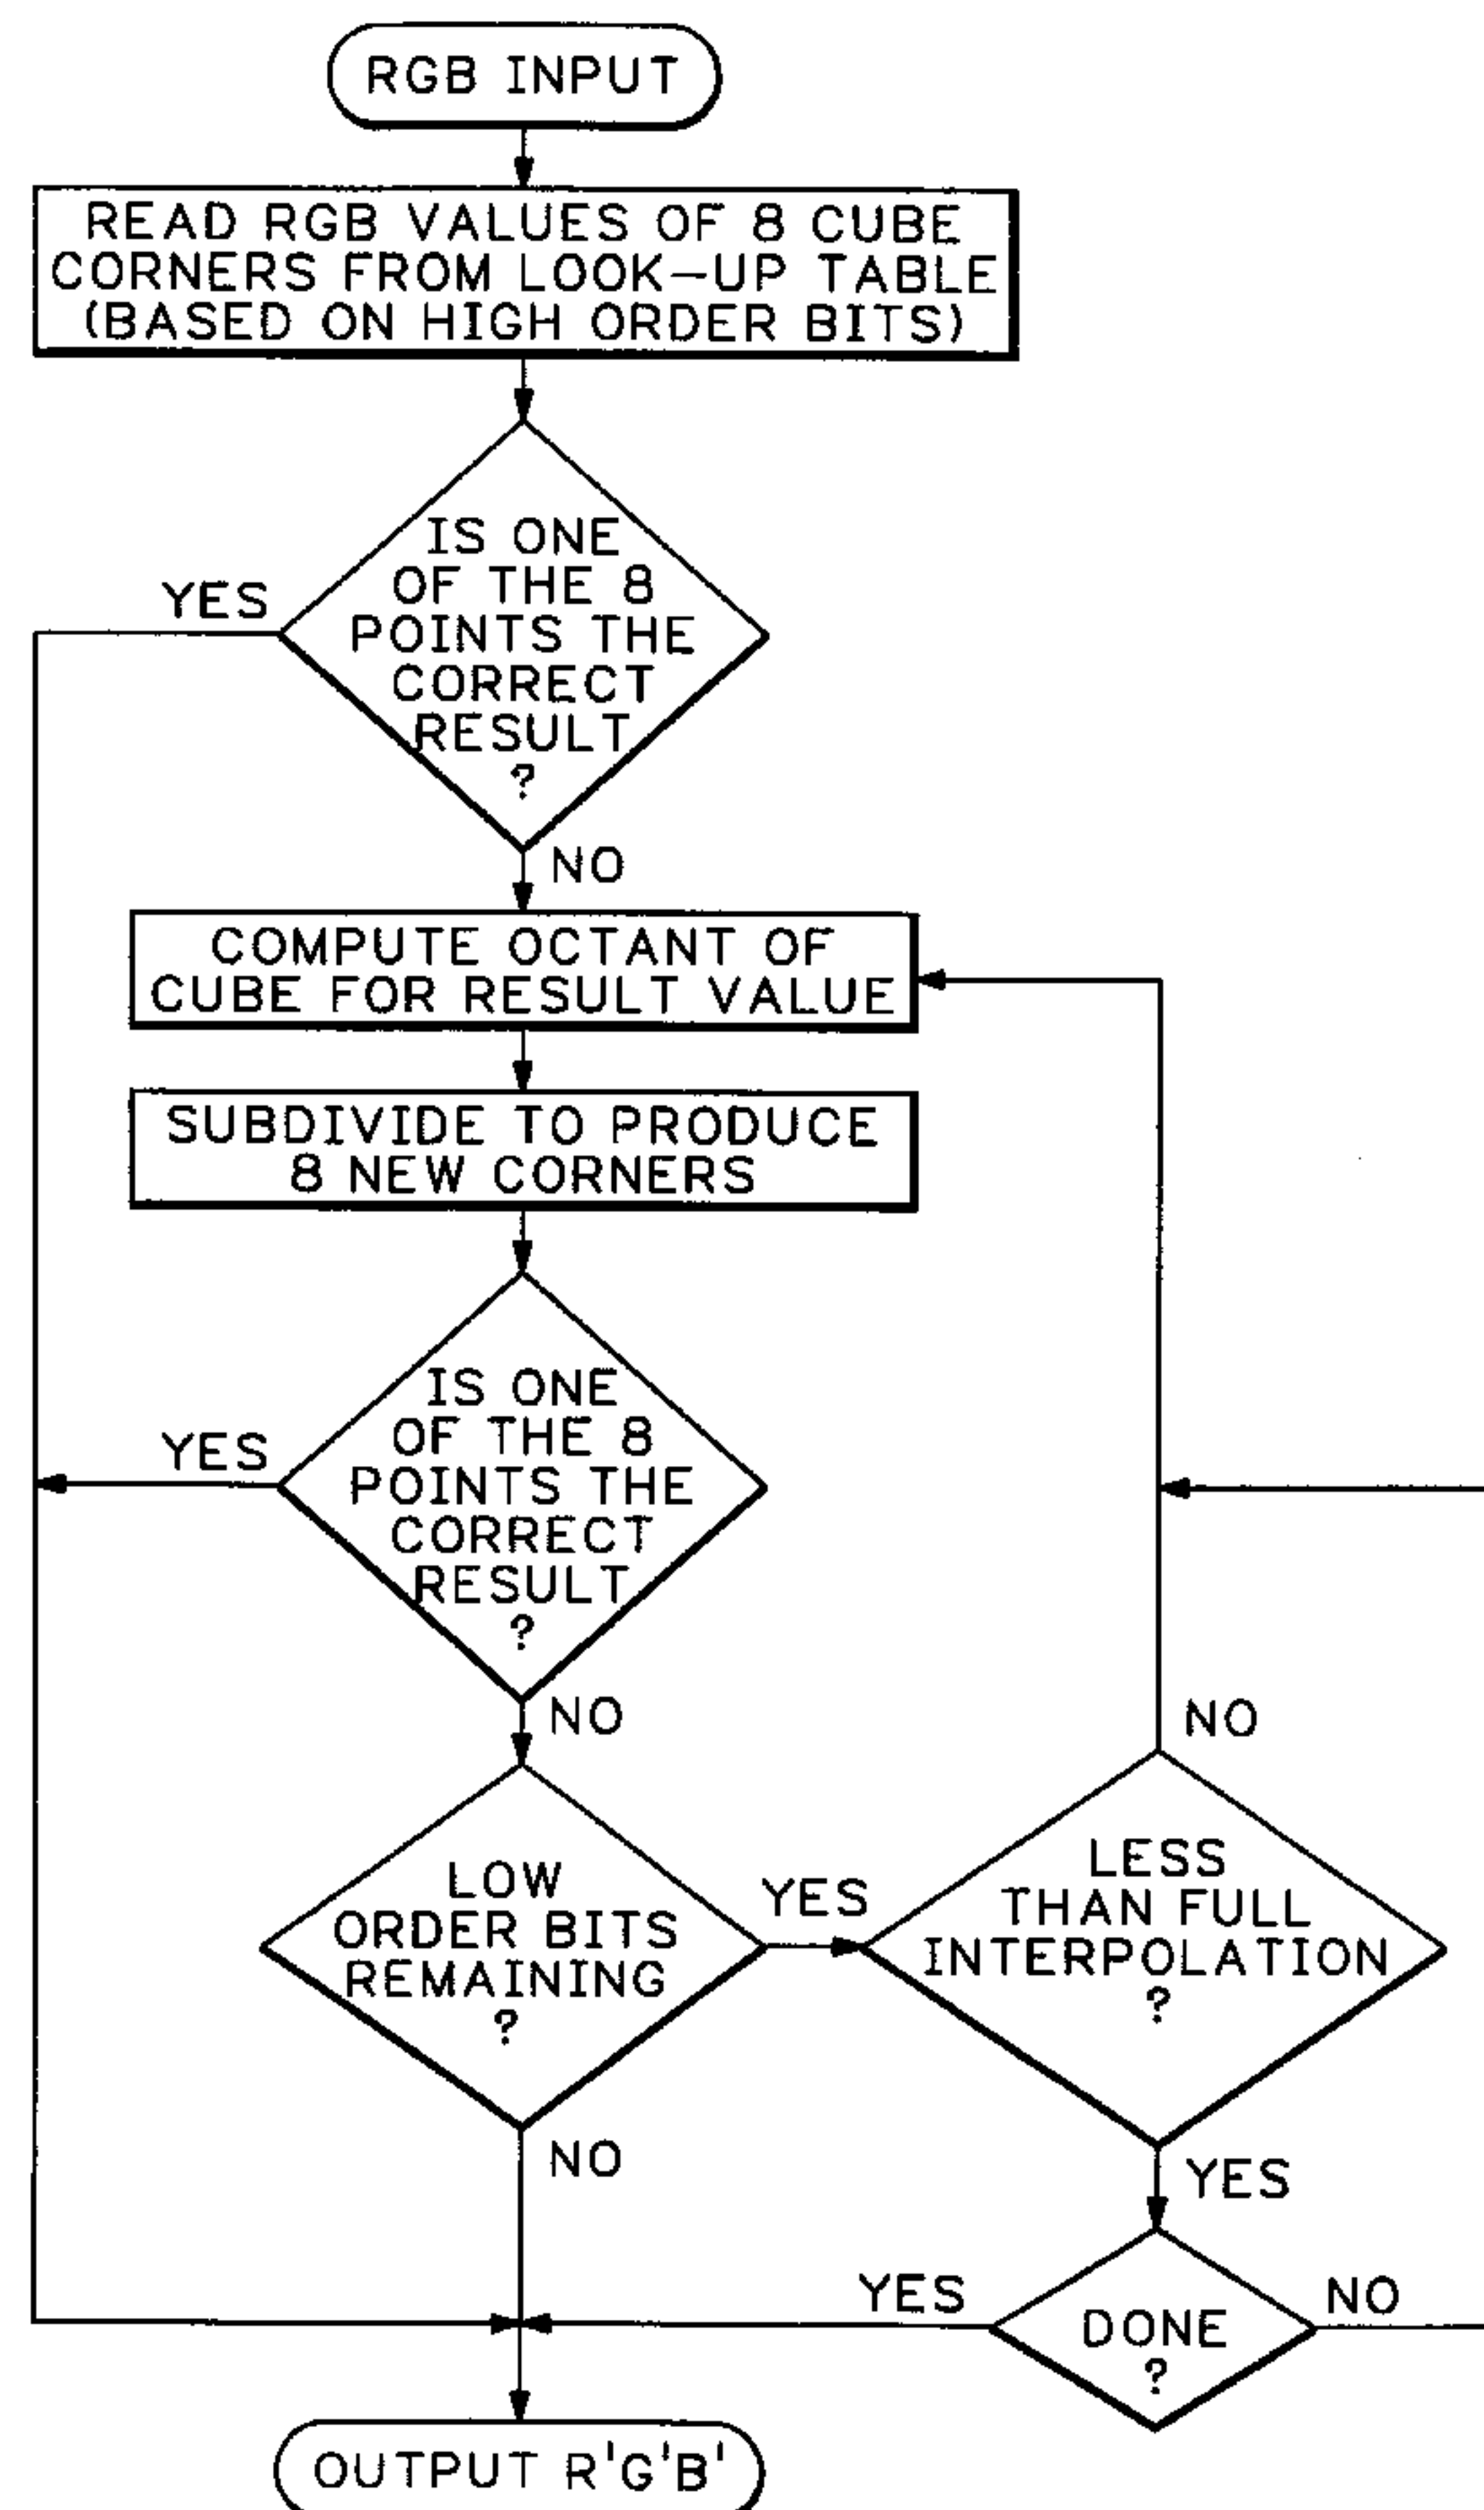 RGB INPUT
READ RGB VALUES OF 8 CUBE
CORNERS FROM LOOK-UP TABLE
(BASED ON HIGH ORDER BITS)
IS ONE
OF THE 8
POINTS THE
CORRECT
RESULT
?
YES
NO
COMPUTE OCTANT OF
CUBE FOR RESULT VALUE
SUBDIVIDE TO PRODUCE
8 NEW CORNERS
IS ONE
OF THE 8
POINTS THE
CORRECT
RESULT
?
YES
NO
LOW
ORDER BITS
REMAINING
?
YES
NO
LESS
THAN FULL
INTERPOLATION
?
NO
YES
DONE
?
YES
NO
OUTPUT R'G'B'